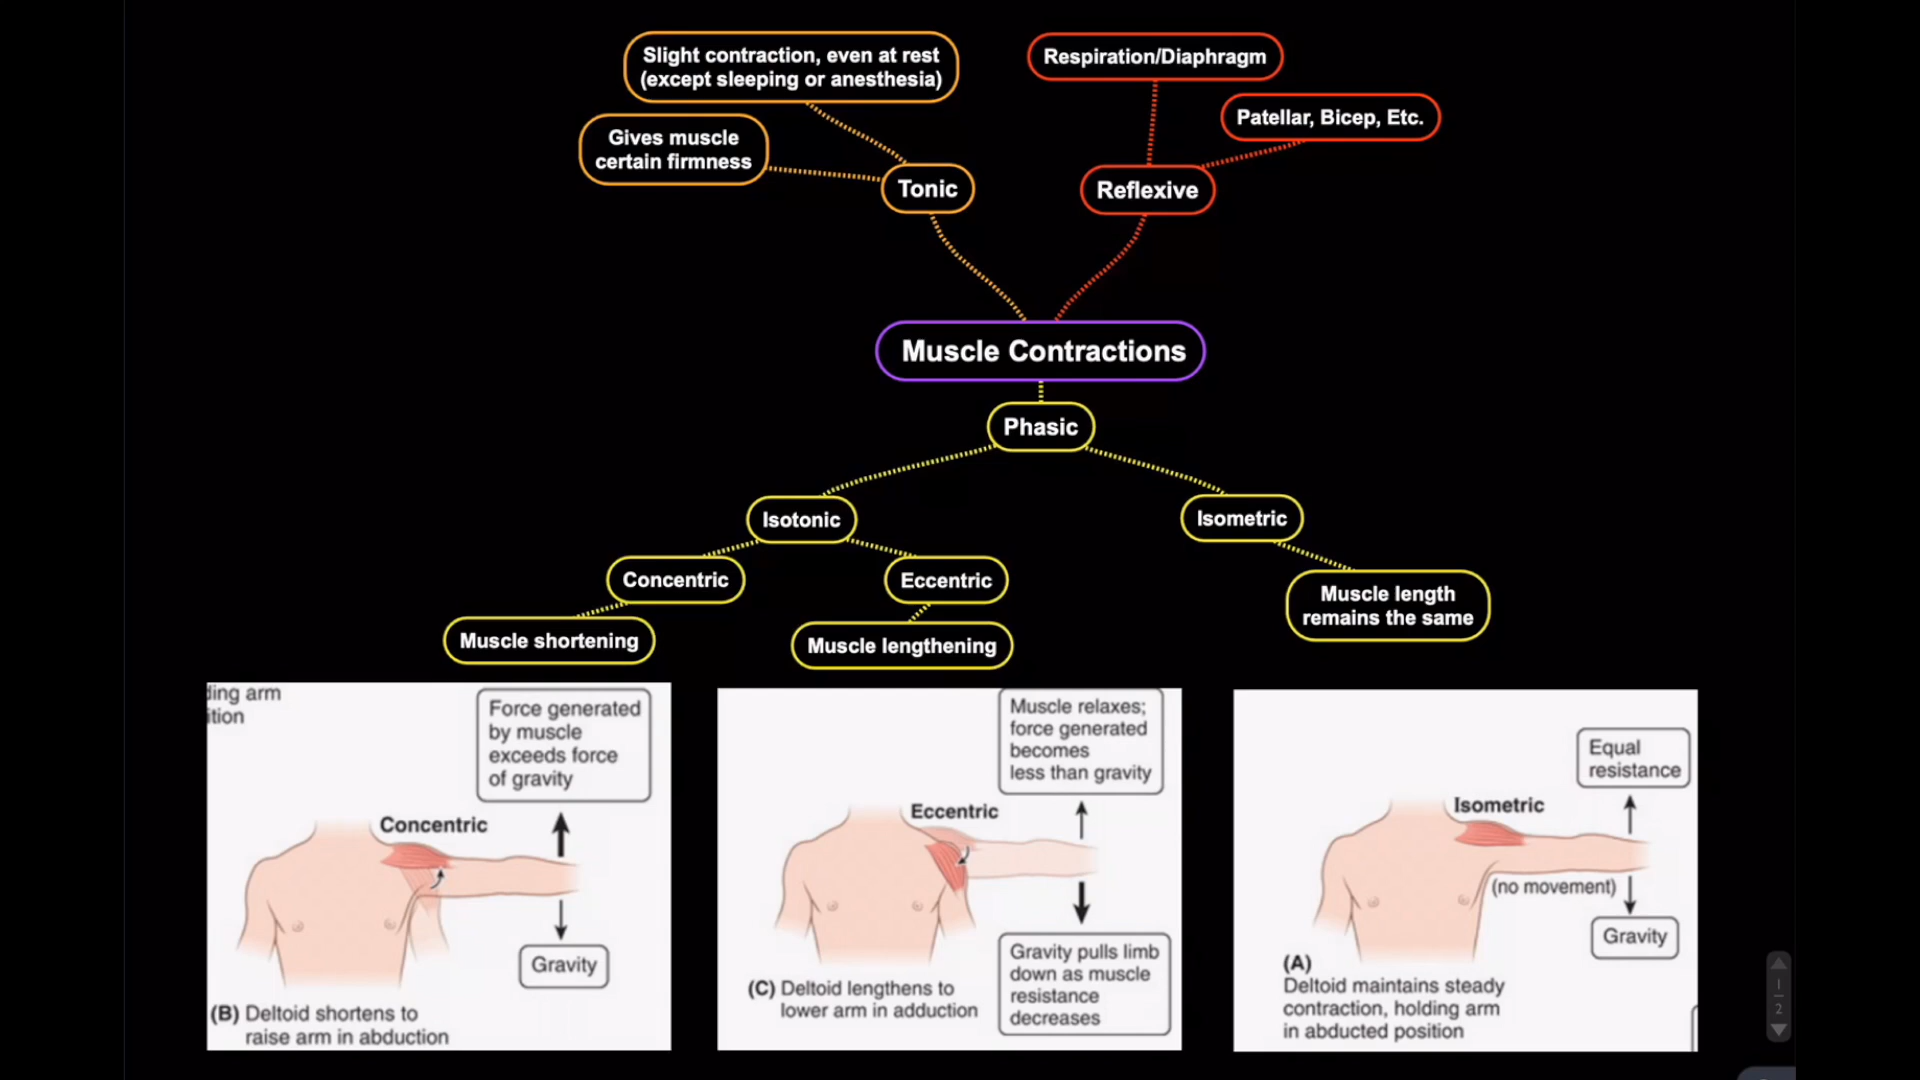 Slight contraction, even at rest
(except sleeping or anesthesia)
Respiration/Diaphragm
Patellar, Bicep, Etc.
Gives muscle
certain firmness
Tonic
Reflexive
Muscle Contractions
Phasic
Isotonic
Isometric
Concentric
Eccentric
Muscle length
remains the same
Muscle shortening
Muscle lengthening
ding arm
ition
Force generated
by muscle
exceeds force
of gravity
Concentric
Gravity
(B) Deltoid shortens to
raise arm in abduction
Muscle relaxes;
force generated
becomes
less than gravity
Eccentric
Gravity pulls limb
down as muscle
resistance
decreases
(C) Deltoid lengthens to
lower arm in adduction
Equal
resistance
Isometric
(no movement)
Gravity
(A)
Deltoid maintains steady
contraction, holding arm
in abducted position
1
2